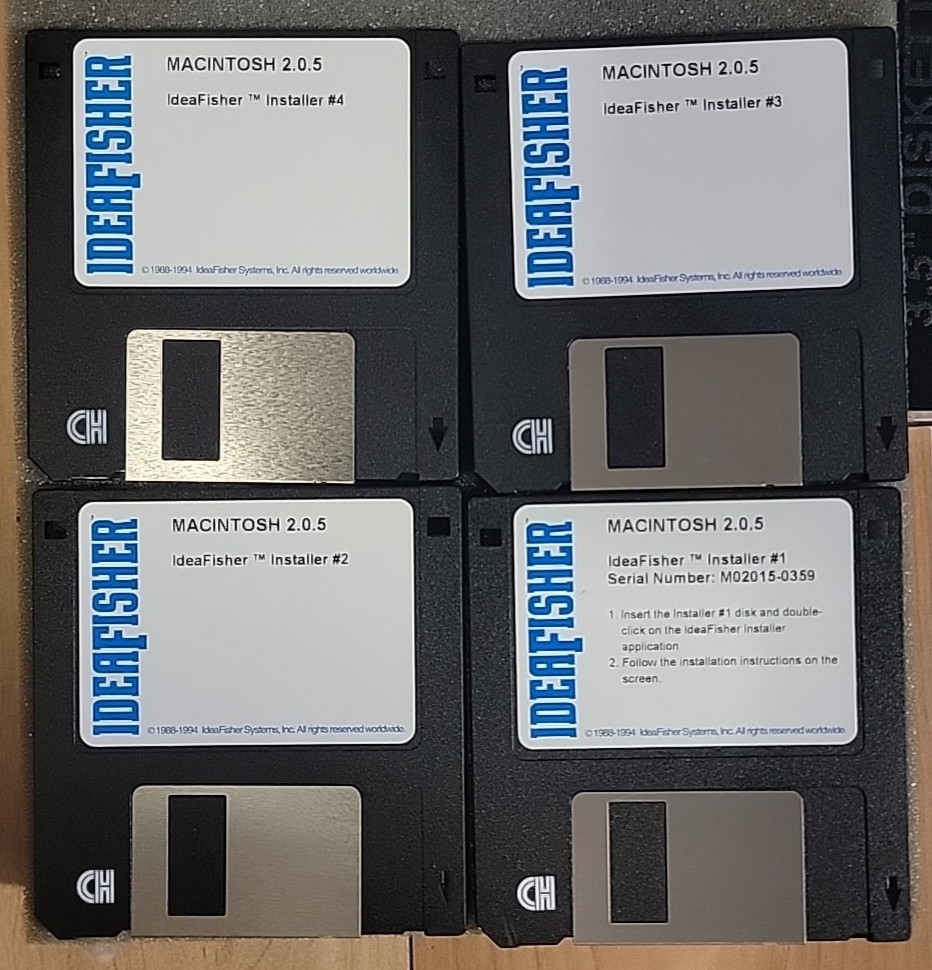 IDEAFISHER
MACINTOSH 2.0.5
IdeaFisher ™ Installer #4
© 1988-1994 IdeaFisher Systems, Inc. All rights reserved worldwide.
IDEAFISHER
MACINTOSH 2.0.5
IdeaFisher ™ Installer #3
© 1988-1994 IdeaFisher Systems, Inc. All rights reserved worldwide.
3.5" DISKETT
IDEAFISHER
MACINTOSH 2.0.5
IdeaFisher ™ Installer #2
© 1988-1994 IdeaFisher Systems, Inc. All rights reserved worldwide.
IDEAFISHER
MACINTOSH 2.0.5
IdeaFisher ™ Installer #1
Serial Number: M02015-0359
1. Insert the Installer #1 disk and double-
click on the IdeaFisher Installer
application
2. Follow the installation instructions on the
screen.
© 1988-1994 IdeaFisher Systems, Inc. All rights reserved worldwide.